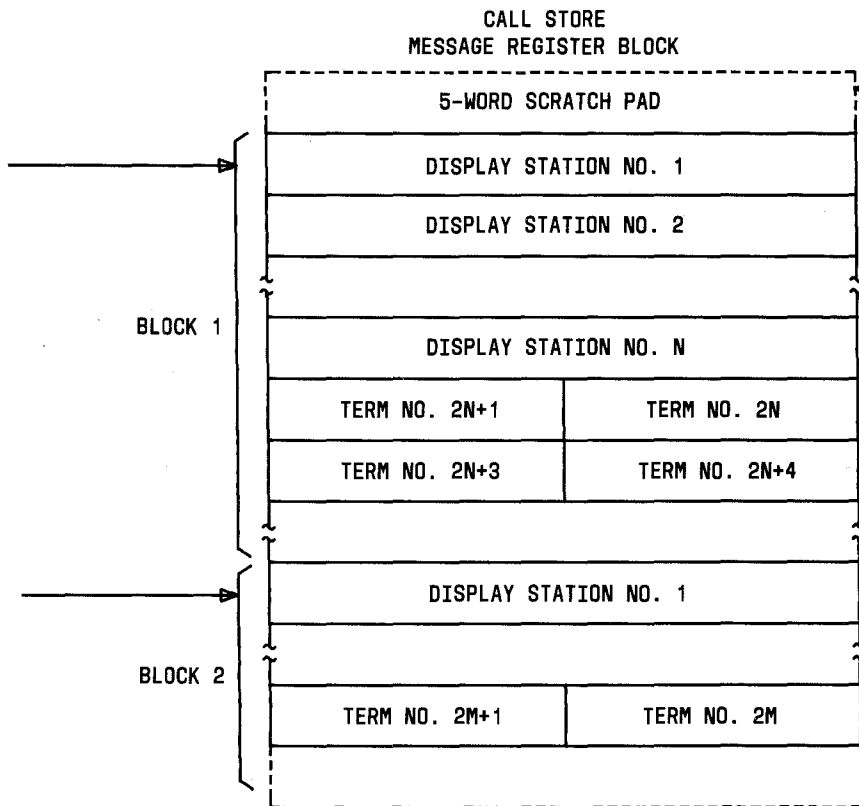 CALL STORE
MESSAGE REGISTER BLOCK
5-WORD SCRATCH PAD
DISPLAY STATION NO. 1
DISPLAY STATION NO. 2
BLOCK 1
DISPLAY STATION NO. N
TERM NO. 2N+1 TERM NO. 2N
TERM NO. 2N+3 TERM NO. 2N+4
DISPLAY STATION NO. 1
BLOCK 2
TERM NO. 2M+1 TERM NO. 2M